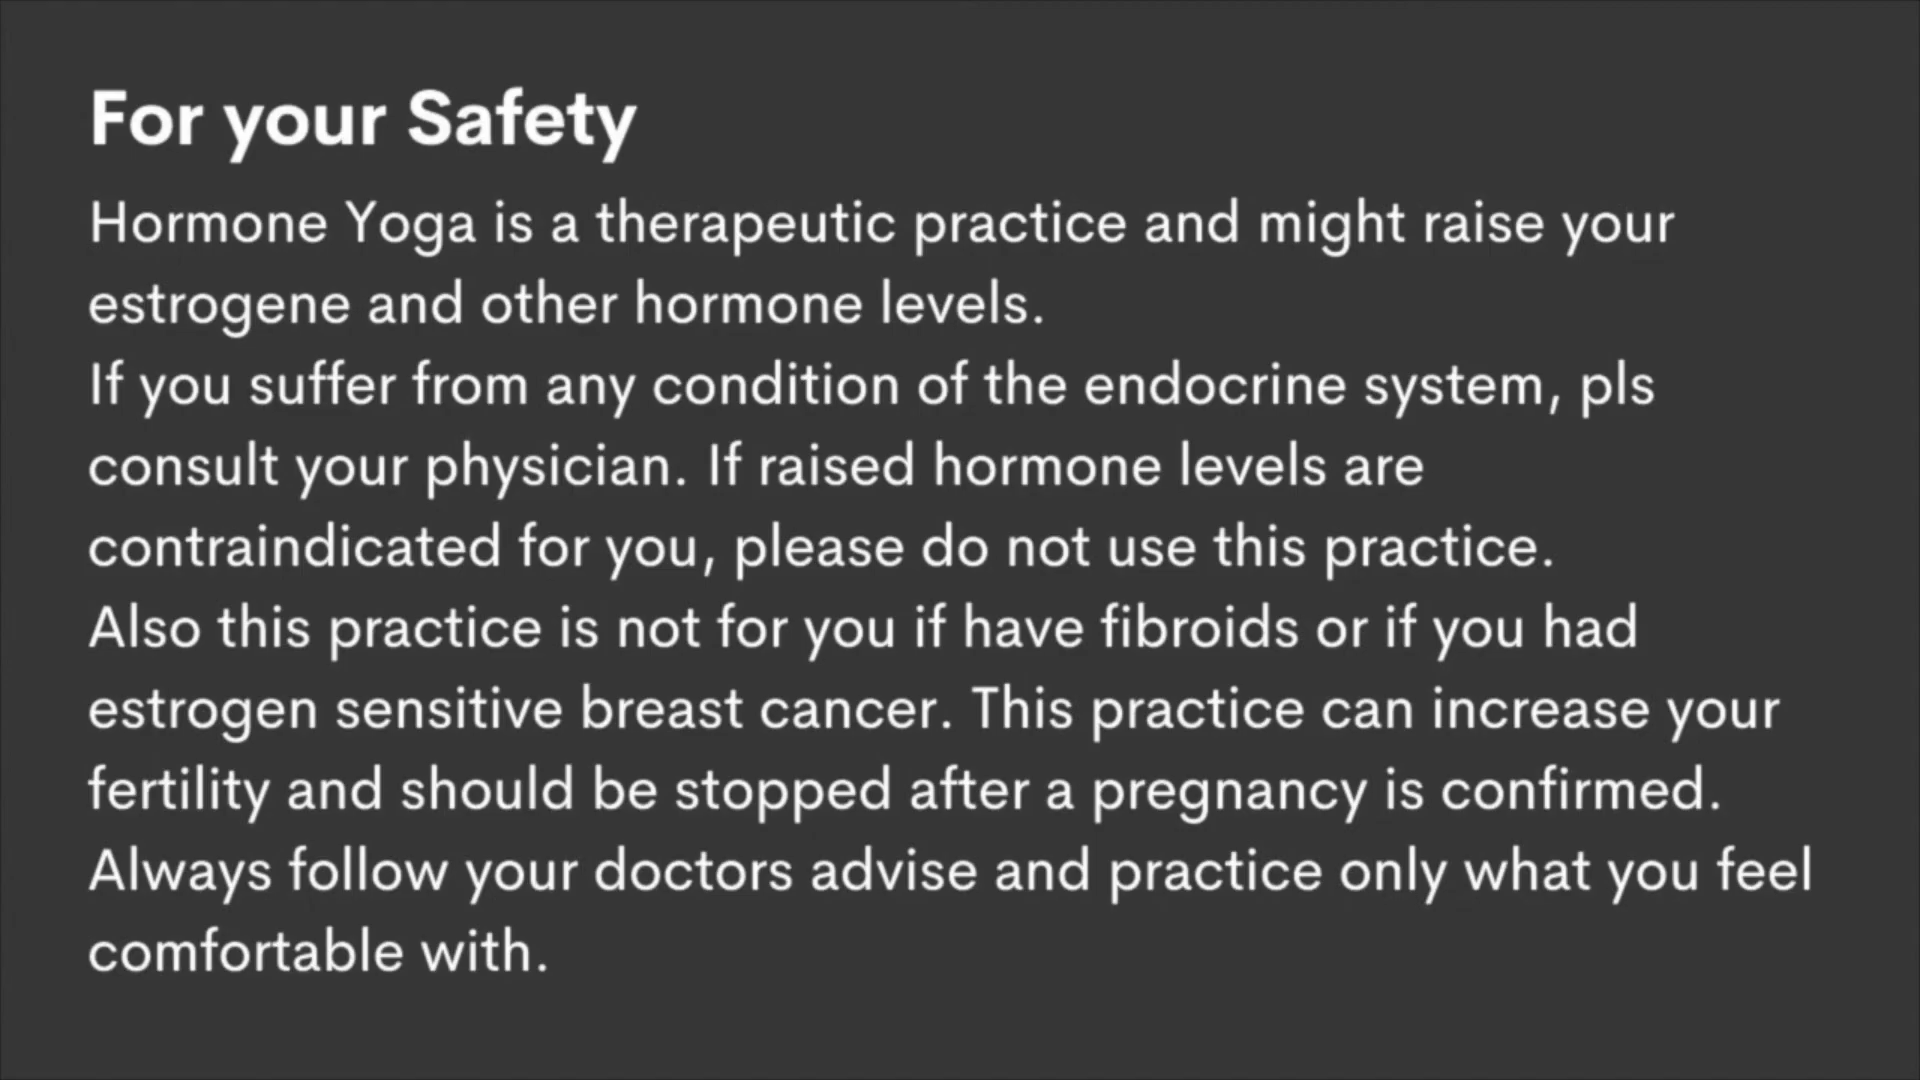 For your Safety
Hormone Yoga is a therapeutic practice and might raise your
estrogene and other hormone levels.
If you suffer from any condition of the endocrine system, pls
consult your physician. If raised hormone levels are
contraindicated for you, please do not use this practice.
Also this practice is not for you if have fibroids or if you had
estrogen sensitive breast cancer. This practice can increase your
fertility and should be stopped after a pregnancy is confirmed.
Always follow your doctors advise and practice only what you feel
comfortable with.